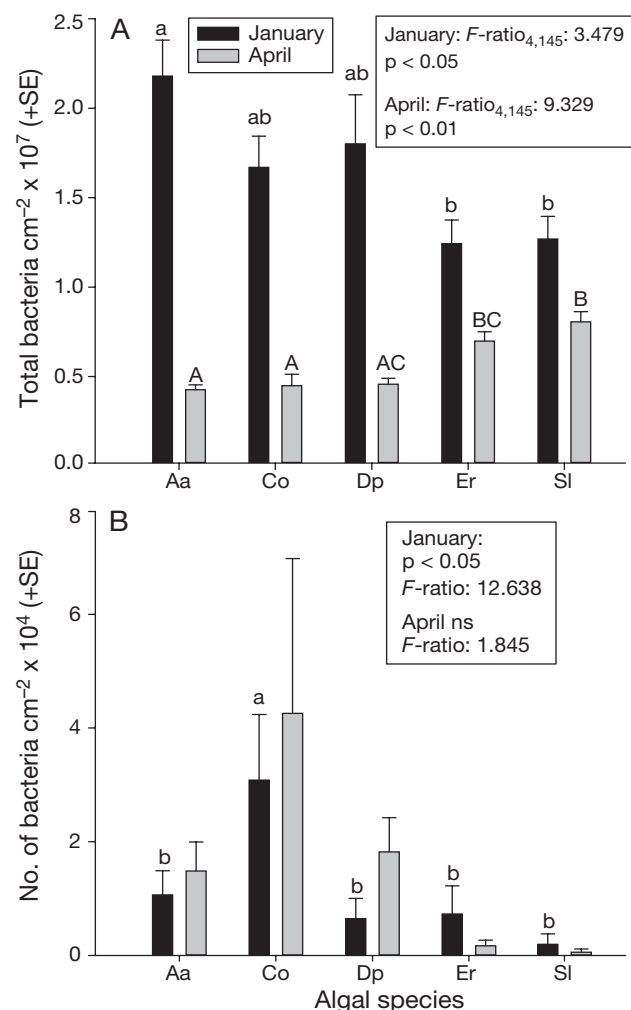 A
January
April
January: F-ratio4,145: 3.479
p < 0.05
April: F-ratio4,145: 9.329
p < 0.01
Total bacteria cm–2 x 107 (+SE)
2.5
2.0
1.5
1.0
0.5
0.0
a
ab
ab
b
b
A
A
AC
BC
B
Aa
Co
Dp
Er
Sl
B
January:
p < 0.05
F-ratio: 12.638
April ns
F-ratio: 1.845
No. of bacteria cm–2 x 104 (+SE)
8
6
4
2
0
b
a
b
b
b
Aa
Co
Dp
Er
Sl
Algal species